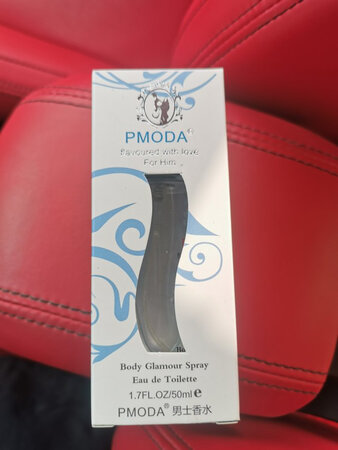 PMODA®
flavoured with love
For Him
Body Glamour Spray
Eau de Toilette
1.7FL.OZ/50ml e
PMODA® 男士香水